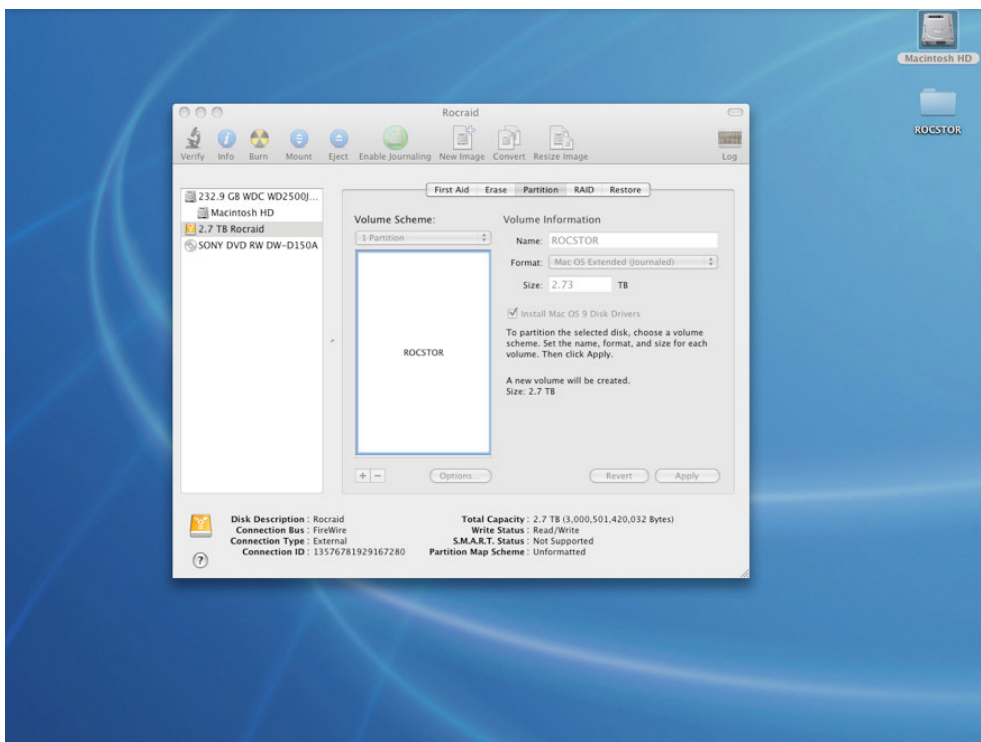 Macintosh HD
ROCSTOR
Rocraid
Verify Info Burn Mount Eject Enable Journaling New Image Convert Resize Image Log
232.9 GB WDC WD2500J...
Macintosh HD
2.7 TB Rocraid
SONY DVD RW DW-D150A
First Aid Erase Partition RAID Restore
Volume Scheme:
1 Partition
ROCSTOR
+ − Options...
Volume Information
Name: ROCSTOR
Format: Mac OS Extended (Journaled)
Size: 2.73 TB
Install Mac OS 9 Disk Drivers
To partition the selected disk, choose a volume
scheme. Set the name, format, and size for each
volume. Then click Apply.
A new volume will be created.
Size: 2.7 TB
Revert Apply
Disk Description : Rocraid
Connection Bus : FireWire
Connection Type : External
Connection ID : 13576781929167280
Total Capacity : 2.7 TB (3,000,501,420,032 Bytes)
Write Status : Read/Write
S.M.A.R.T. Status : Not Supported
Partition Map Scheme : Unformatted
?